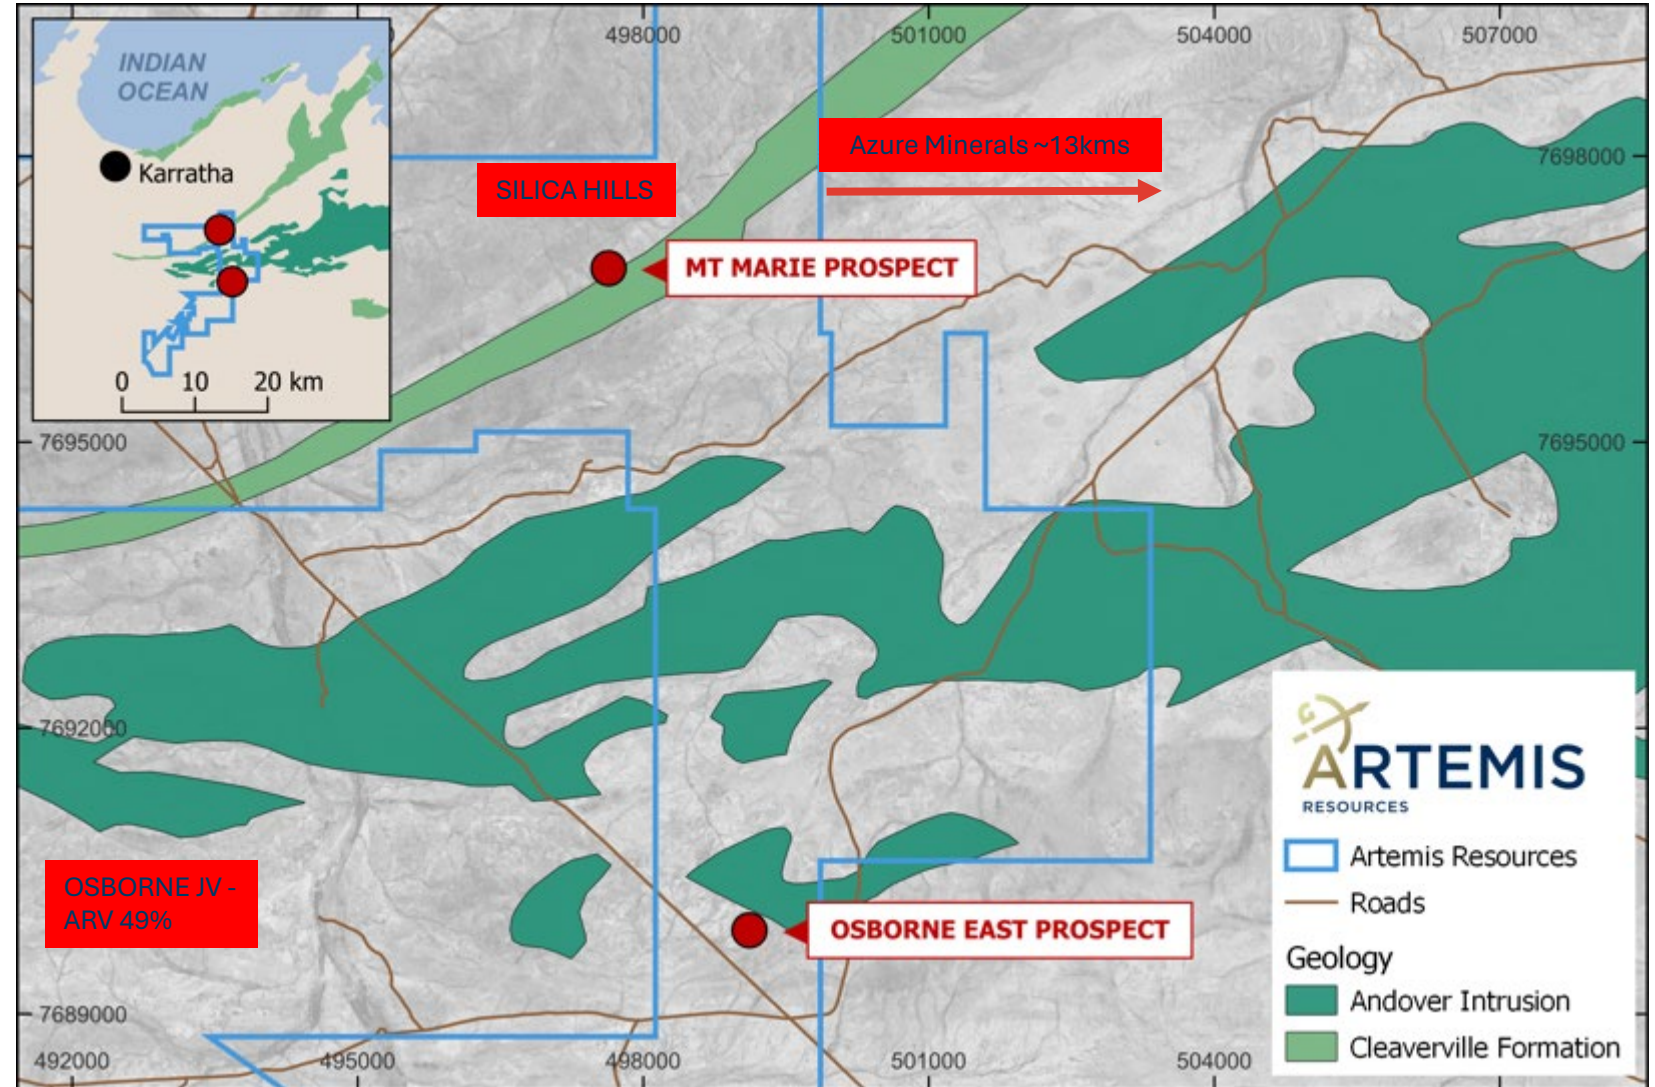 498000
501000
504000
507000
INDIAN
OCEAN
Karratha
0 10 20 km
Azure Minerals ~13kms
SILICA HILLS
7698000
MT MARIE PROSPECT
7695000
7695000
7692000
ARTEMIS
RESOURCES
Artemis Resources
Roads
Geology
Andover Intrusion
Cleaverville Formation
OSBORNE JV -
ARV 49%
OSBORNE EAST PROSPECT
7689000
492000
495000
498000
501000
504000